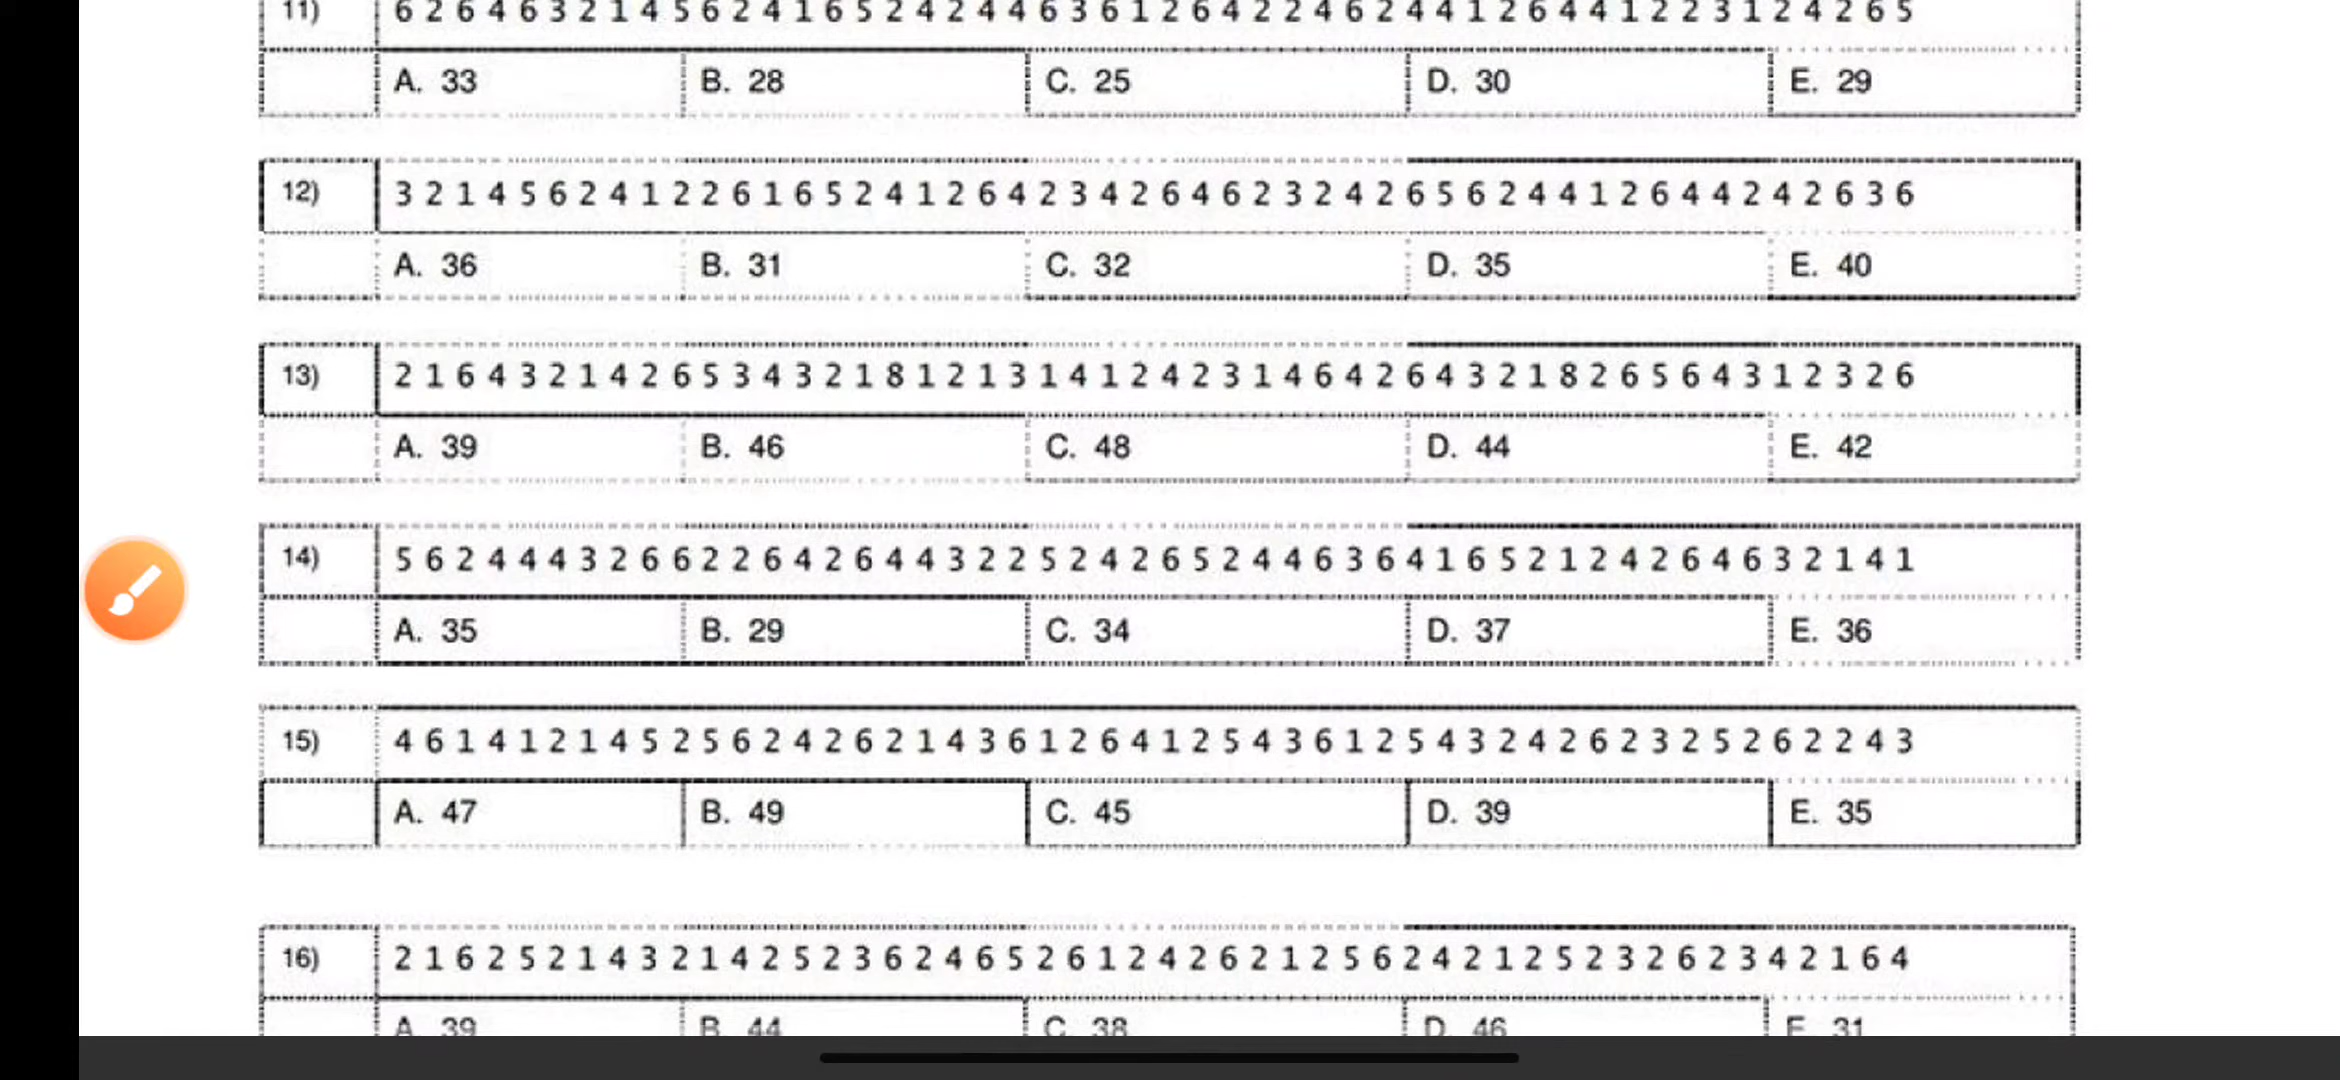 11) 6 2 6 4 6 3 2 1 4 5 6 2 4 1 6 5 2 4 2 4 4 6 3 6 1 2 6 4 2 2 4 6 2 4 4 1 2 6 4 4 1 2 2 3 1 2 4 2 6 5
A. 33 B. 28 C. 25 D. 30 E. 29
12) 3 2 1 4 5 6 2 4 1 2 2 6 1 6 5 2 4 1 2 6 4 2 3 4 2 6 4 6 2 3 2 4 2 6 5 6 2 4 4 1 2 6 4 4 2 4 2 6 3 6
A. 36 B. 31 C. 32 D. 35 E. 40
13) 2 1 6 4 3 2 1 4 2 6 5 3 4 3 2 1 8 1 2 1 3 1 4 1 2 4 2 3 1 4 6 4 2 6 4 3 2 1 8 2 6 5 6 4 3 1 2 3 2 6
A. 39 B. 46 C. 48 D. 44 E. 42
14) 5 6 2 4 4 4 3 2 6 6 2 2 6 4 2 6 4 4 3 2 2 5 2 4 2 6 5 2 4 4 6 3 6 4 1 6 5 2 1 2 4 2 6 4 6 3 2 1 4 1
A. 35 B. 29 C. 34 D. 37 E. 36
15) 4 6 1 4 1 2 1 4 5 2 5 6 2 4 2 6 2 1 4 3 6 1 2 6 4 1 2 5 4 3 6 1 2 5 4 3 2 4 2 6 2 3 2 5 2 6 2 2 4 3
A. 47 B. 49 C. 45 D. 39 E. 35
16) 2 1 6 2 5 2 1 4 3 2 1 4 2 5 2 3 6 2 4 6 5 2 6 1 2 4 2 6 2 1 2 5 6 2 4 2 1 2 5 2 3 2 6 2 3 4 2 1 6 4
A. 39 B. 44 C. 38 D. 46 E. 31